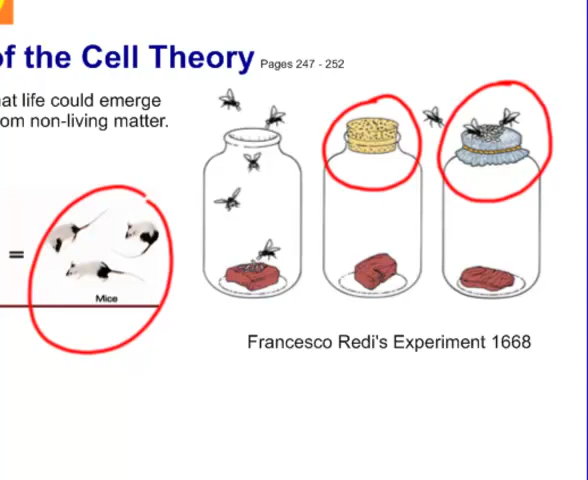 of the Cell Theory Pages 247 - 252
at life could emerge
om non-living matter.
=
Mice
Francesco Redi's Experiment 1668